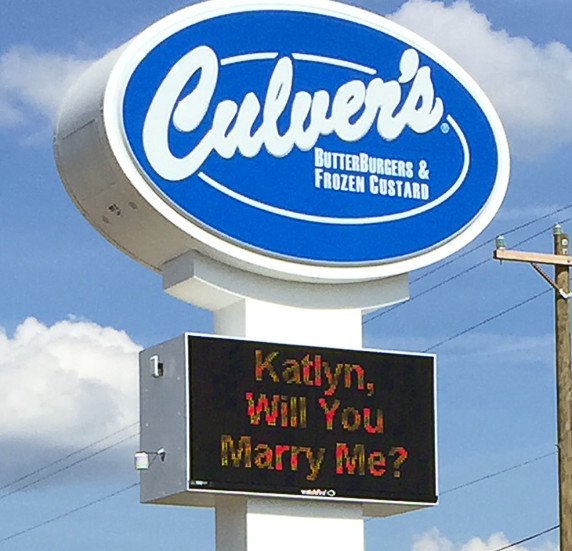 Culver's®
ButterBurgers &
Frozen Custard
Katlyn,
Will You
Marry Me?